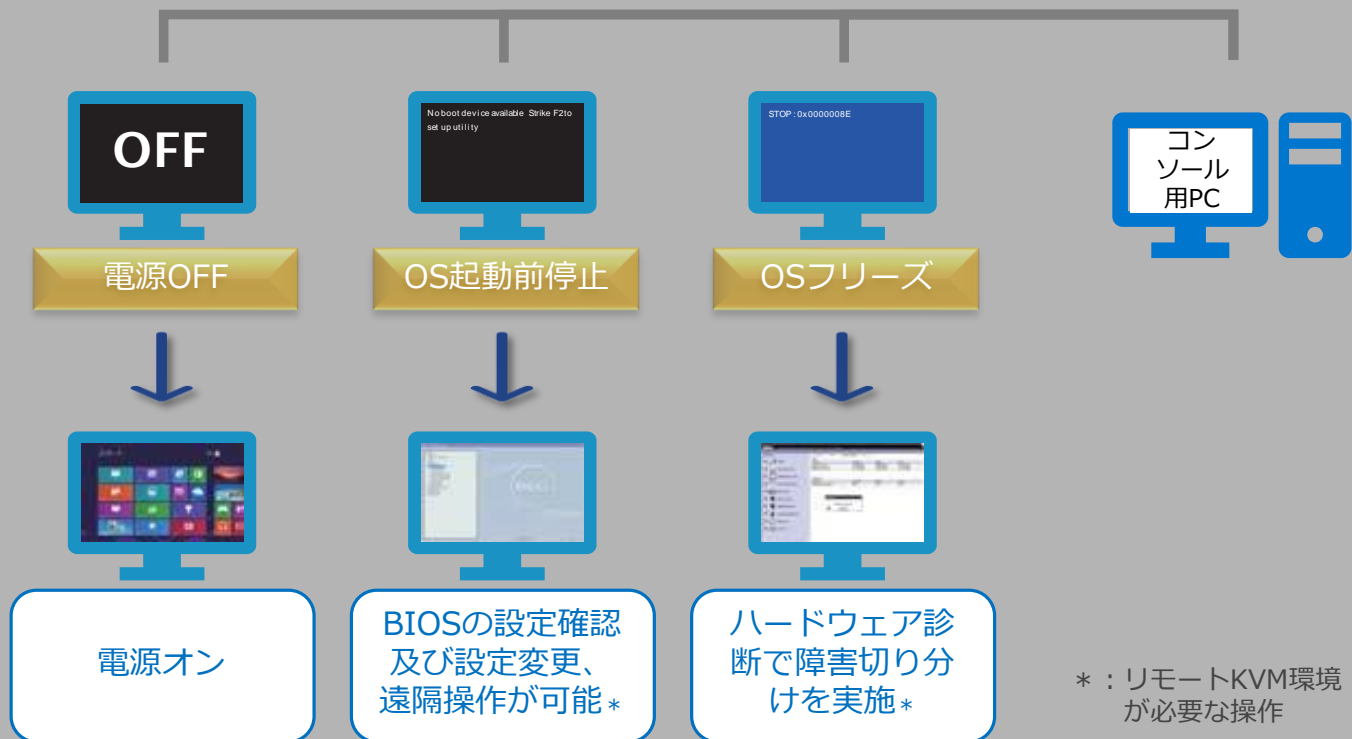 OFF
No boot device available Strike F2 to
set up utility
STOP : 0x0000008E
コン
ソール
用PC
電源OFF
OS起動前停止
OSフリーズ
DELL
電源オン
BIOSの設定確認
及び設定変更、
遠隔操作が可能*
ハードウェア診
断で障害切り分
けを実施*
*：リモートKVM環境
が必要な操作